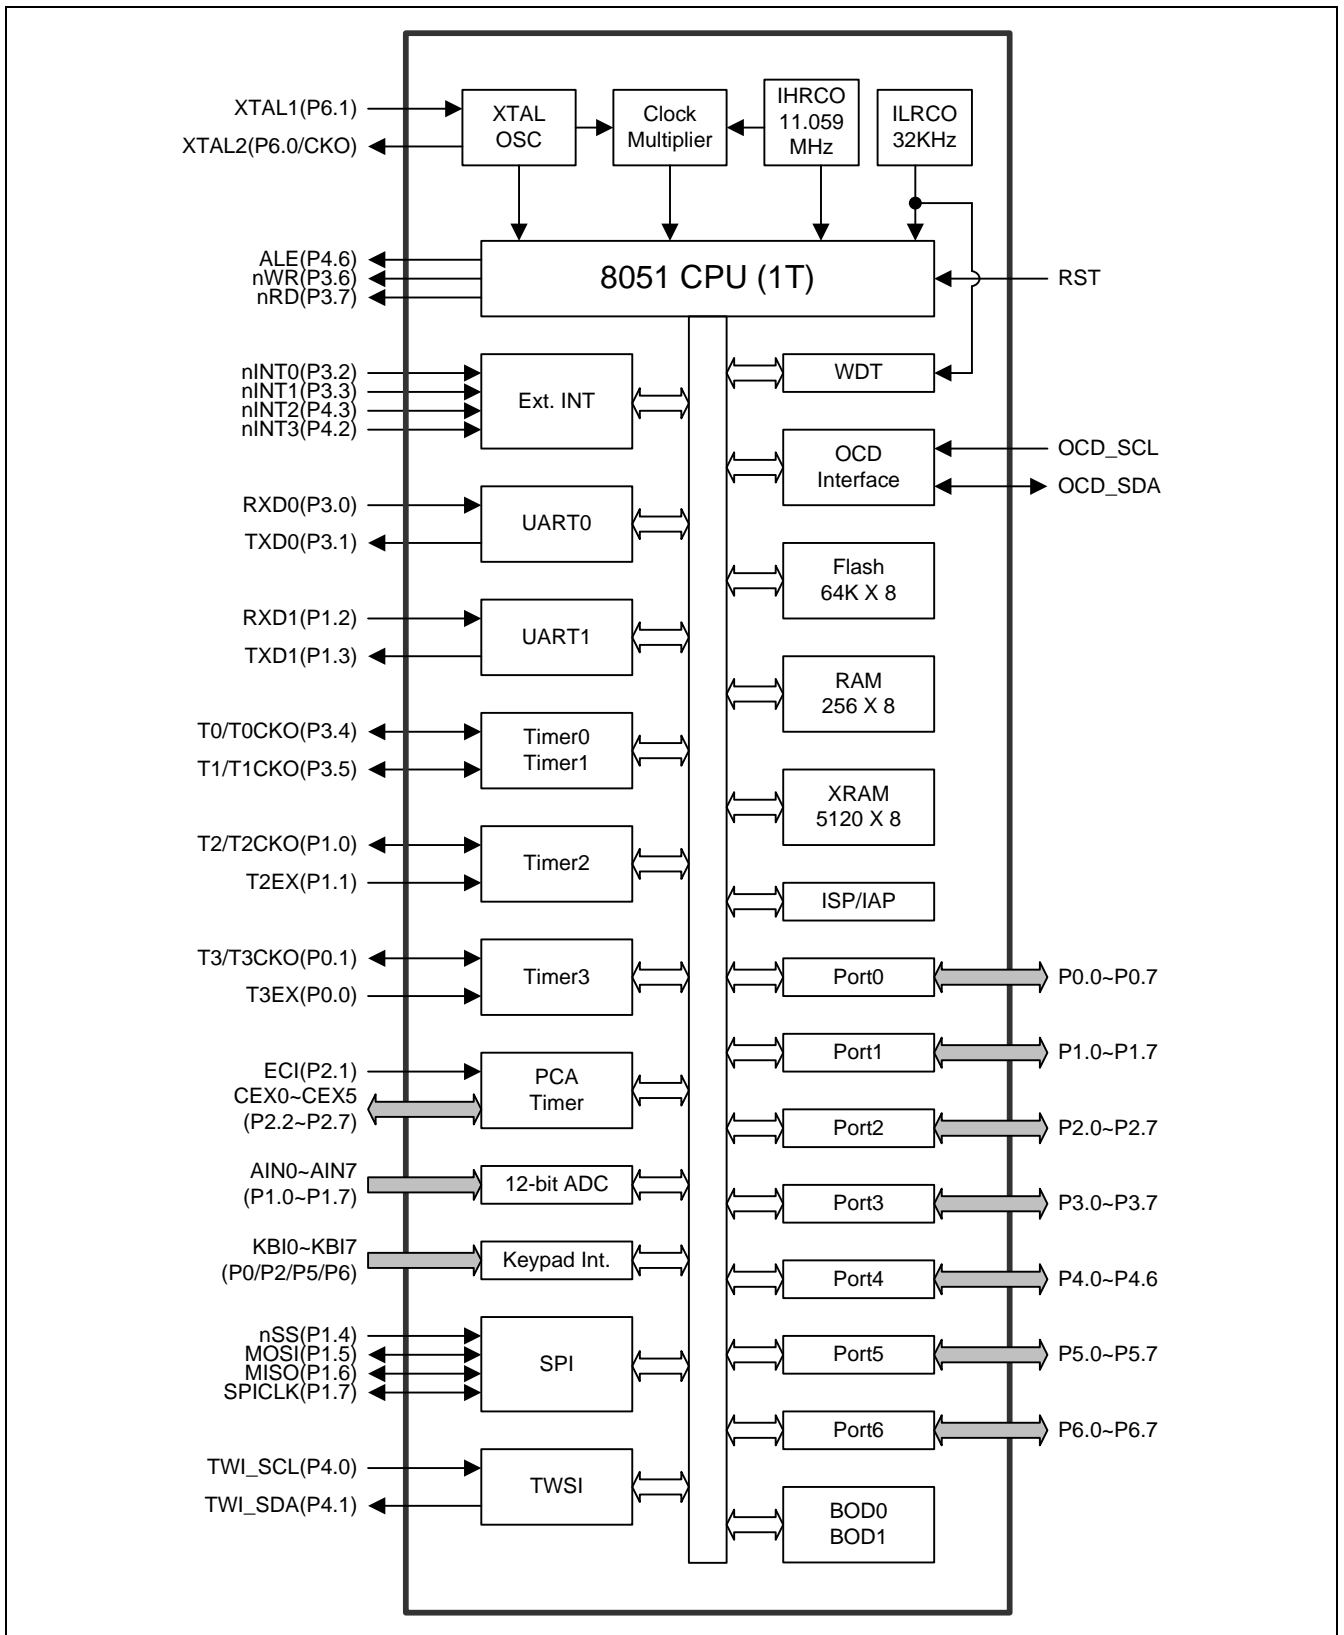 XTAL1(P6.1)
XTAL2(P6.0/CKO)
XTAL
OSC
Clock
Multiplier
IHRCO
11.059
MHz
ILRCO
32KHz
ALE(P4.6)
nWR(P3.6)
nRD(P3.7)
8051 CPU (1T)
RST
nINT0(P3.2)
nINT1(P3.3)
nINT2(P4.3)
nINT3(P4.2)
Ext. INT
WDT
OCD
Interface
OCD_SCL
OCD_SDA
RXD0(P3.0)
TXD0(P3.1)
UART0
Flash
64K X 8
RXD1(P1.2)
TXD1(P1.3)
UART1
RAM
256 X 8
T0/T0CKO(P3.4)
T1/T1CKO(P3.5)
Timer0
Timer1
XRAM
5120 X 8
T2/T2CKO(P1.0)
T2EX(P1.1)
Timer2
ISP/IAP
T3/T3CKO(P0.1)
T3EX(P0.0)
Timer3
Port0
P0.0~P0.7
ECI(P2.1)
CEX0~CEX5
(P2.2~P2.7)
PCA
Timer
Port1
P1.0~P1.7
Port2
P2.0~P2.7
AIN0~AIN7
(P1.0~P1.7)
12-bit ADC
Port3
P3.0~P3.7
KBI0~KBI7
(P0/P2/P5/P6)
Keypad Int.
Port4
P4.0~P4.6
nSS(P1.4)
MOSI(P1.5)
MISO(P1.6)
SPICLK(P1.7)
SPI
Port5
P5.0~P5.7
Port6
P6.0~P6.7
TWI_SCL(P4.0)
TWI_SDA(P4.1)
TWSI
BOD0
BOD1